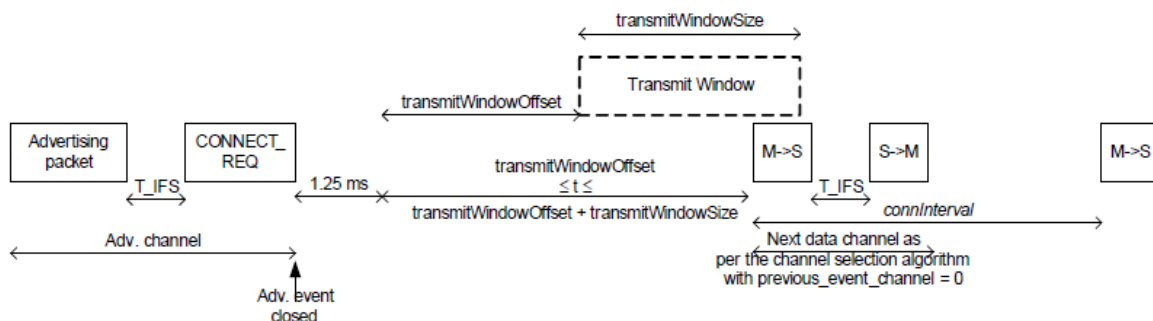 transmitWindowSize
Transmit Window
transmitWindowOffset
Advertising
packet
CONNECT_
REQ
M->S
S->M
M->S
T_IFS
1.25 ms
transmitWindowOffset
≤ t ≤
transmitWindowOffset + transmitWindowSize
T_IFS
connInterval
Adv. channel
Next data channel as
per the channel selection algorithm
with previous_event_channel = 0
Adv. event
closed